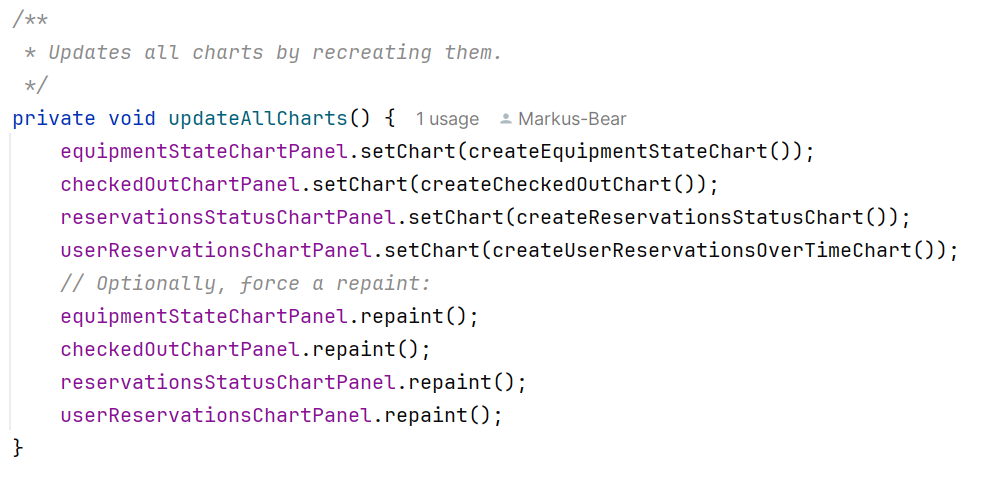 /**
 * Updates all charts by recreating them.
 */
private void updateAllCharts() { 1 usage Markus-Bear
    equipmentStateChartPanel.setChart(createEquipmentStateChart());
    checkedOutChartPanel.setChart(createCheckedOutChart());
    reservationsStatusChartPanel.setChart(createReservationsStatusChart());
    userReservationsChartPanel.setChart(createUserReservationsOverTimeChart());
    // Optionally, force a repaint:
    equipmentStateChartPanel.repaint();
    checkedOutChartPanel.repaint();
    reservationsStatusChartPanel.repaint();
    userReservationsChartPanel.repaint();
}